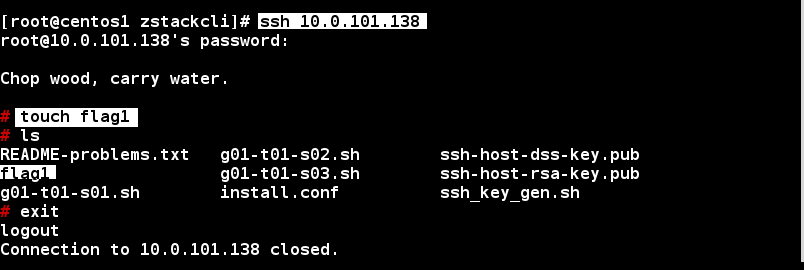 [root@centos1 zstackcli]# ssh 10.0.101.138
root@10.0.101.138's password:
Chop wood, carry water.
# touch flag1
# ls
README-problems.txt g01-t01-s02.sh ssh-host-dss-key.pub
flag1 g01-t01-s03.sh ssh-host-rsa-key.pub
g01-t01-s01.sh install.conf ssh_key_gen.sh
# exit
logout
Connection to 10.0.101.138 closed.